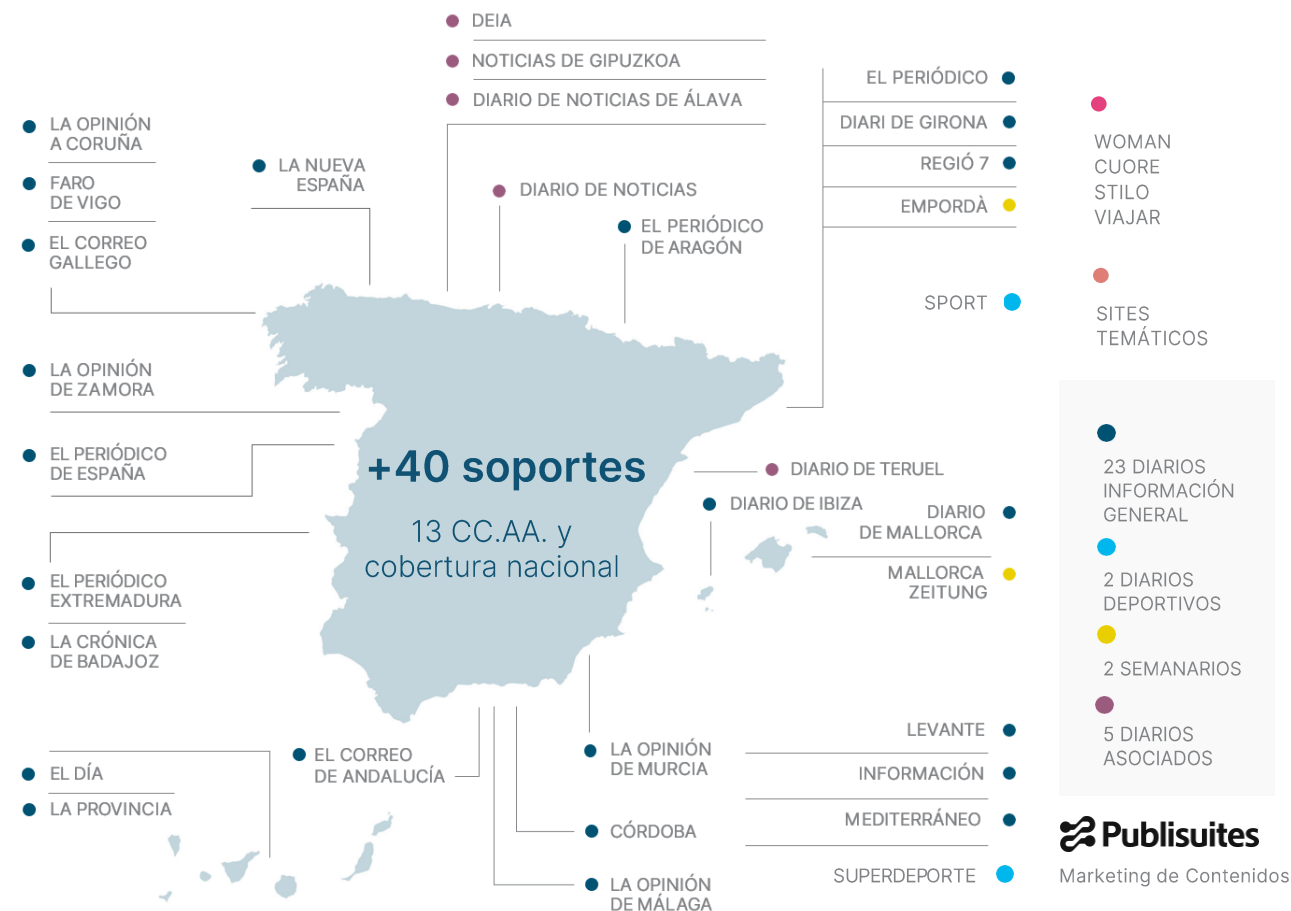 DEIA
NOTICIAS DE GIPUZKOA
DIARIO DE NOTICIAS DE ÁLAVA
LA OPINIÓN
A CORUÑA
FARO
DE VIGO
EL CORREO
GALLEGO
LA NUEVA
ESPAÑA
DIARIO DE NOTICIAS
EL PERIÓDICO
DE ARAGÓN
EL PERIÓDICO
DIARI DE GIRONA
REGIÓ 7
EMPORDÀ
SPORT
WOMAN
CUORE
STILO
VIAJAR
SITES
TEMÁTICOS
LA OPINIÓN
DE ZAMORA
EL PERIÓDICO
DE ESPAÑA
+40 soportes
13 CC.AA. y
cobertura nacional
DIARIO DE TERUEL
DIARIO DE IBIZA
DIARIO
DE MALLORCA
MALLORCA
ZEITUNG
EL PERIÓDICO
EXTREMADURA
LA CRÓNICA
DE BADAJOZ
EL DÍA
LA PROVINCIA
EL CORREO
DE ANDALUCÍA
LA OPINIÓN
DE MURCIA
CÓRDOBA
LA OPINIÓN
DE MÁLAGA
LEVANTE
INFORMACIÓN
MEDITERRÁNEO
SUPERDEPORTE
23 DIARIOS
INFORMACIÓN
GENERAL
2 DIARIOS
DEPORTIVOS
2 SEMANARIOS
5 DIARIOS
ASOCIADOS
Publisuites
Marketing de Contenidos